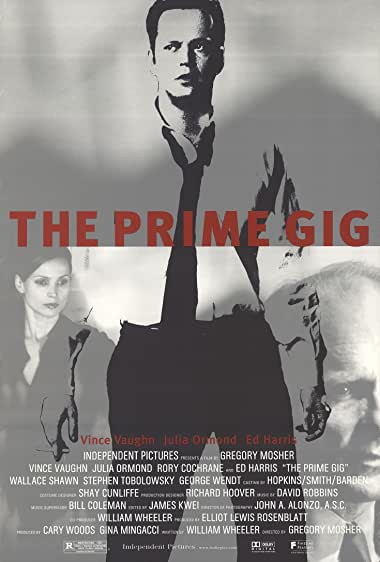 THE PRIME GIG
Vince Vaughn Julia Ormond Ed Harris
INDEPENDENT PICTURES PRESENTS A FILM BY GREGORY MOSHER
VINCE VAUGHN JULIA ORMOND RORY COCHRANE AND ED HARRIS "THE PRIME GIG"
WALLACE SHAWN STEPHEN TOBOLOWSKY GEORGE WENDT CASTING BY HOPKINS/SMITH/BARDEN
COSTUME DESIGNER SHAY CUNLIFFE PRODUCTION DESIGNER RICHARD HOOVER MUSIC BY DAVID ROBBINS
MUSIC SUPERVISOR BILL COLEMAN EDITED BY JAMES KWEI DIRECTOR OF PHOTOGRAPHY JOHN A. ALONZO, A.S.C.
CO-PRODUCER WILLIAM WHEELER PRODUCED BY ELLIOT LEWIS ROSENBLATT
PRODUCED BY CARY WOODS GINA MINGACCI WRITTEN BY WILLIAM WHEELER DIRECTED BY GREGORY MOSHER
R
Independent Pictures
DOLBY
DIGITAL